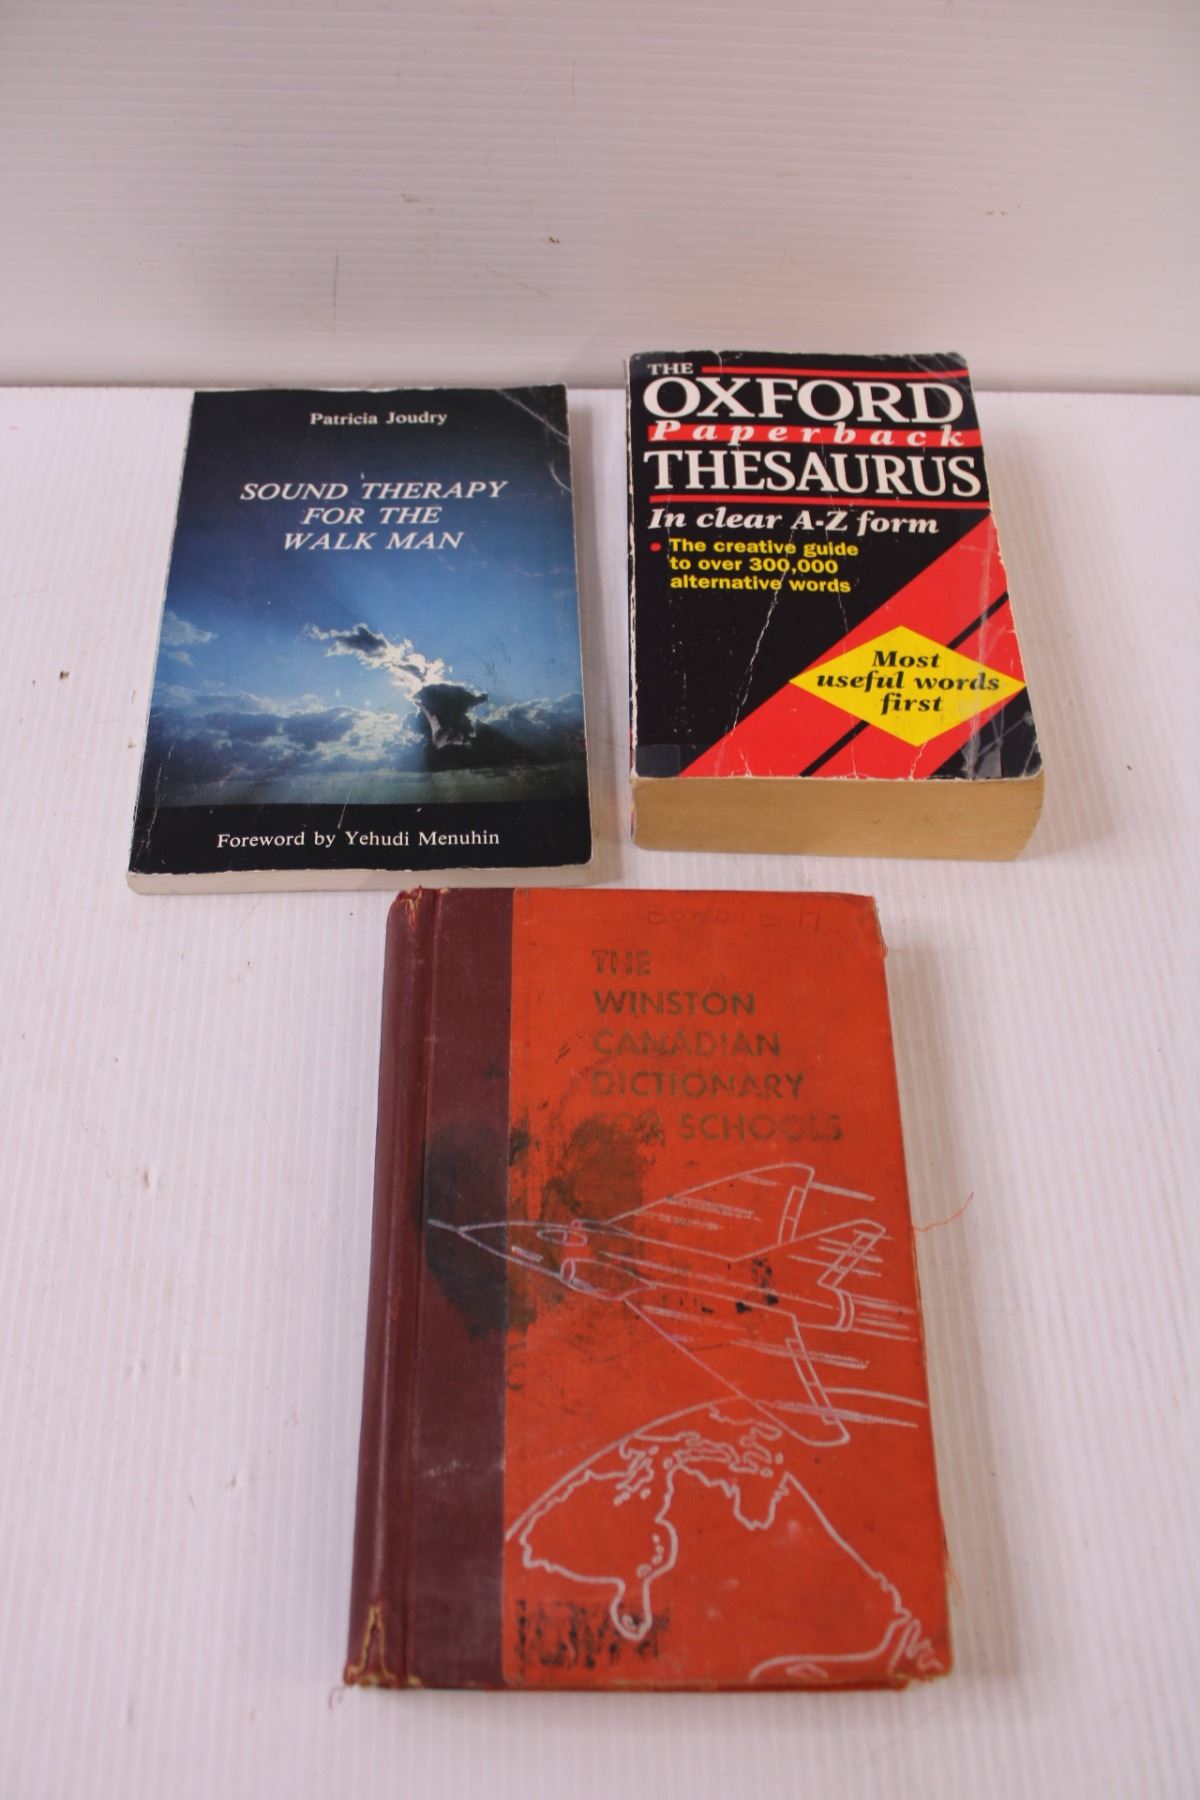 Patricia Joudry
SOUND THERAPY
FOR THE
WALK MAN
Foreword by Yehudi Menuhin
THE
OXFORD
Paperback
THESAURUS
In clear A-Z form
• The creative guide
to over 300,000
alternative words
Most
useful words
first
THE
WINSTON
CANADIAN
DICTIONARY
FOR SCHOOLS